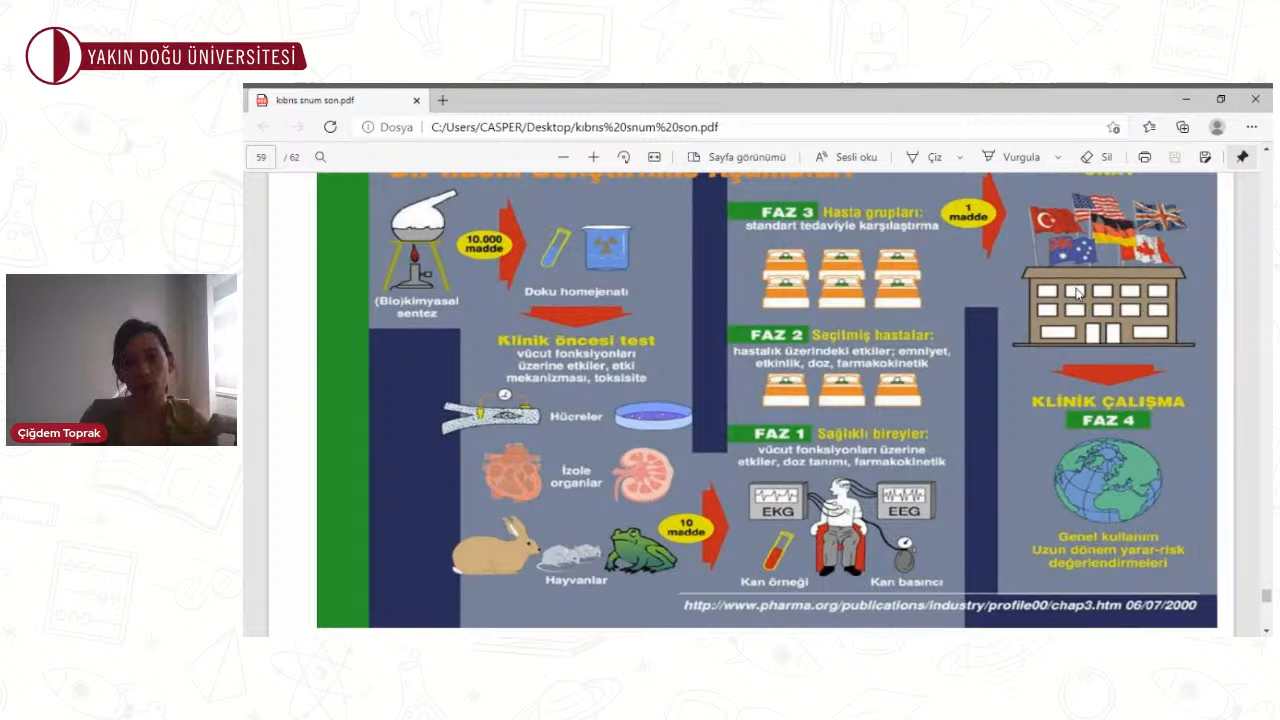 YAKIN DOĞU ÜNİVERSİTESİ
kıbrıs snum son.pdf
Dosya
C:/Users/CASPER/Desktop/kıbrıs%20snum%20son.pdf
59 / 62
Sayfa görünümü
Sesli oku
Çiz
Vurgula
Sil
10.000
madde
(Bio)kimyasal
sentez
Doku homejenatı
Klinik öncesi test
vücut fonksiyonları
üzerine etkiler, etki
mekanizması, toksisite
Hücreler
İzole
organlar
Hayvanlar
10
madde
FAZ 3 Hasta grupları:
standart tedaviyle karşılaştırma
1
madde
FAZ 2 Seçilmiş hastalar:
hastalık üzerindeki etkiler; emniyet,
etkinlik, doz, farmakokinetik
FAZ 1 Sağlıklı bireyler:
vücut fonksiyonları üzerine
etkiler, doz tanımı, farmakokinetik
EKG
EEG
Kan örneği
Kan basıncı
KLİNİK ÇALIŞMA
FAZ 4
Genel kullanım
Uzun dönem yarar-risk
değerlendirmeleri
http://www.pharma.org/publications/industry/profile00/chap3.htm 06/07/2000
Çiğdem Toprak